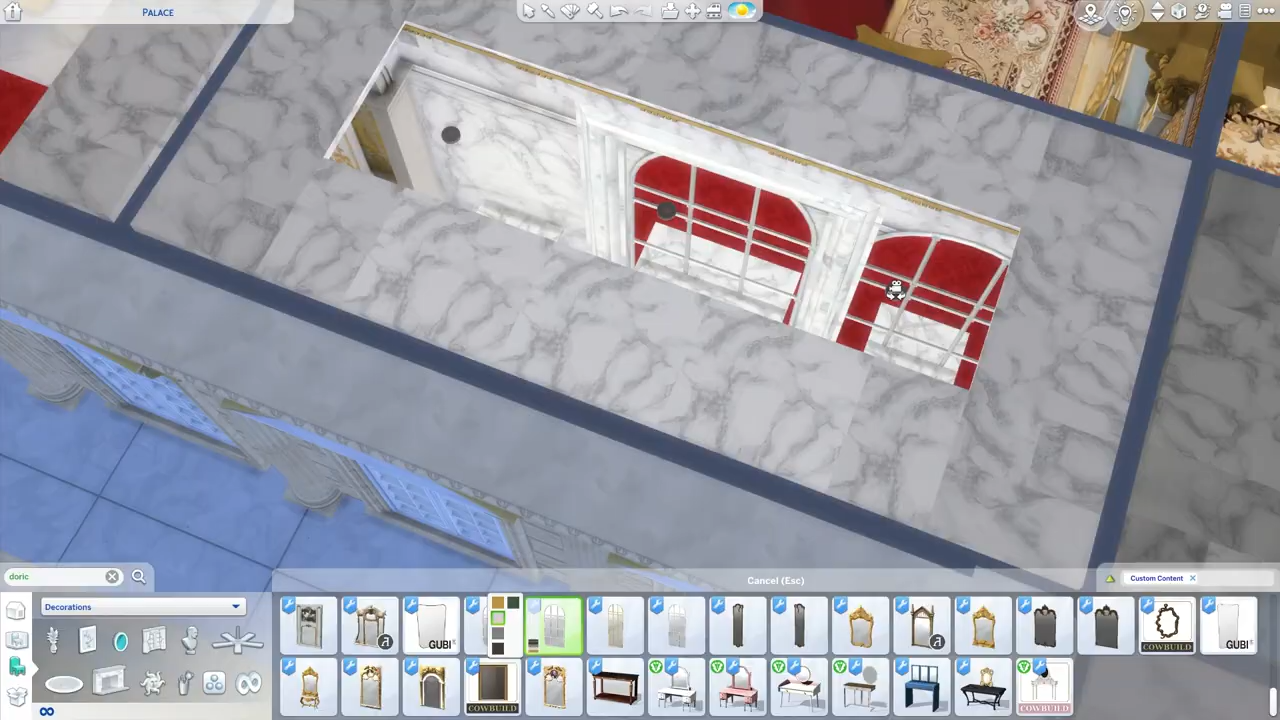 PALACE
doric
Cancel (Esc)
Custom Content
Decorations
GUBI
COWBUILD
GUBI
COWBUILD
COWBUILD